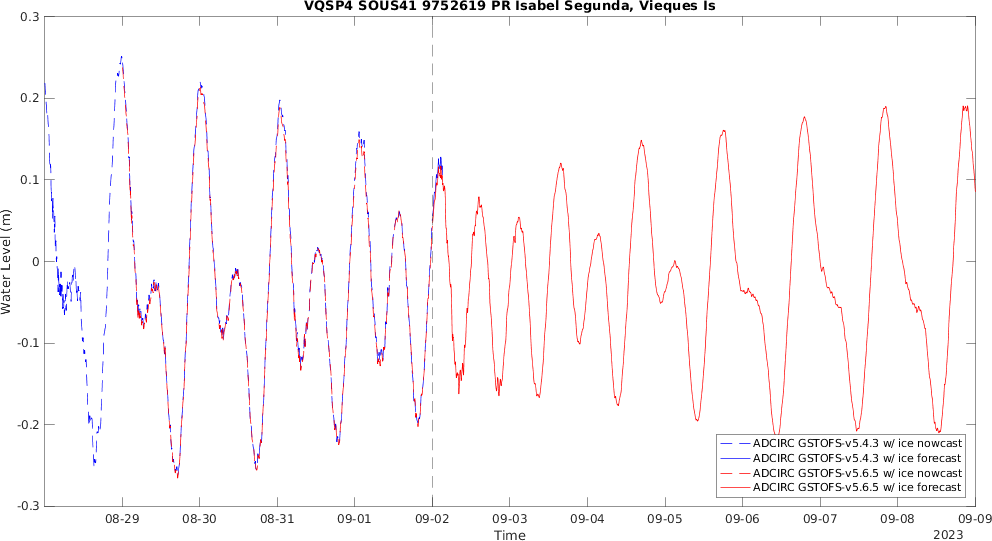 VQSP4 SOUS41 9752619 PR Isabel Segunda, Vieques Is
0.3
0.2
0.1
0
-0.1
-0.2
-0.3
Water Level (m)
08-29 08-30 08-31 09-01 09-02 09-03 09-04 09-05 09-06 09-07 09-08 09-09
Time
2023
ADCIRC GSTOFS-v5.4.3 w/ ice nowcast
ADCIRC GSTOFS-v5.4.3 w/ ice forecast
ADCIRC GSTOFS-v5.6.5 w/ ice nowcast
ADCIRC GSTOFS-v5.6.5 w/ ice forecast